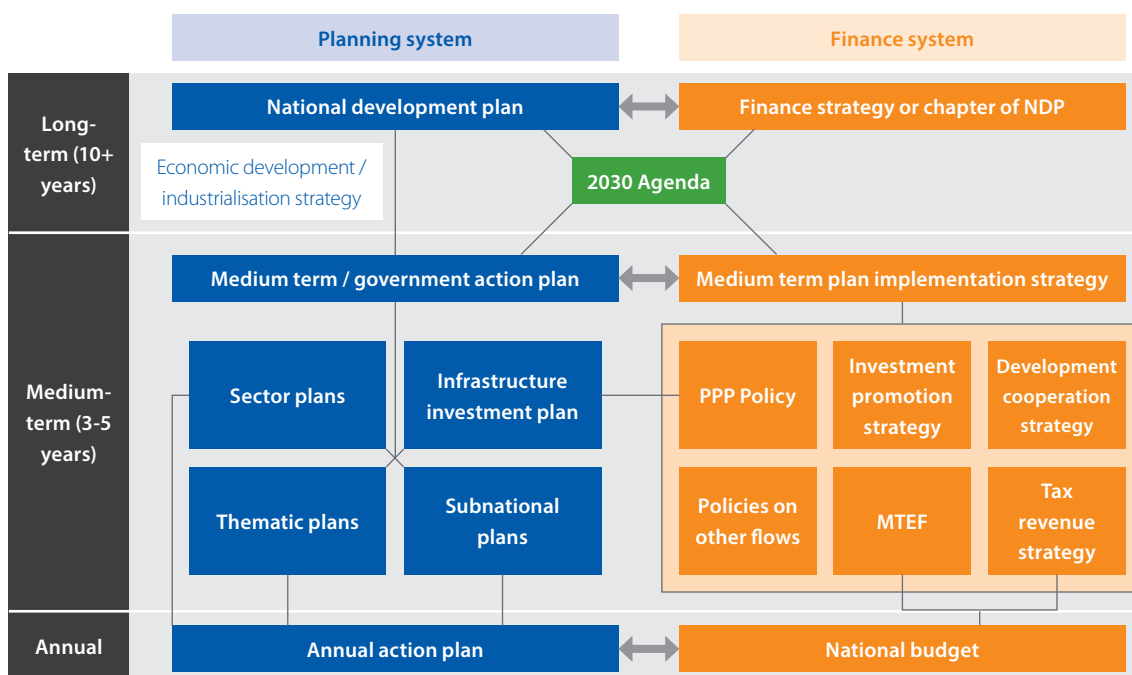 Planning system
Finance system
Long-
term (10+
years)
National development plan
Finance strategy or chapter of NDP
Economic development /
industrialisation strategy
2030 Agenda
Medium-
term (3-5
years)
Medium term / government action plan
Medium term plan implementation strategy
Sector plans
Infrastructure
investment plan
PPP Policy
Investment
promotion
strategy
Development
cooperation
strategy
Thematic plans
Subnational
plans
Policies on
other flows
MTEF
Tax
revenue
strategy
Annual
Annual action plan
National budget